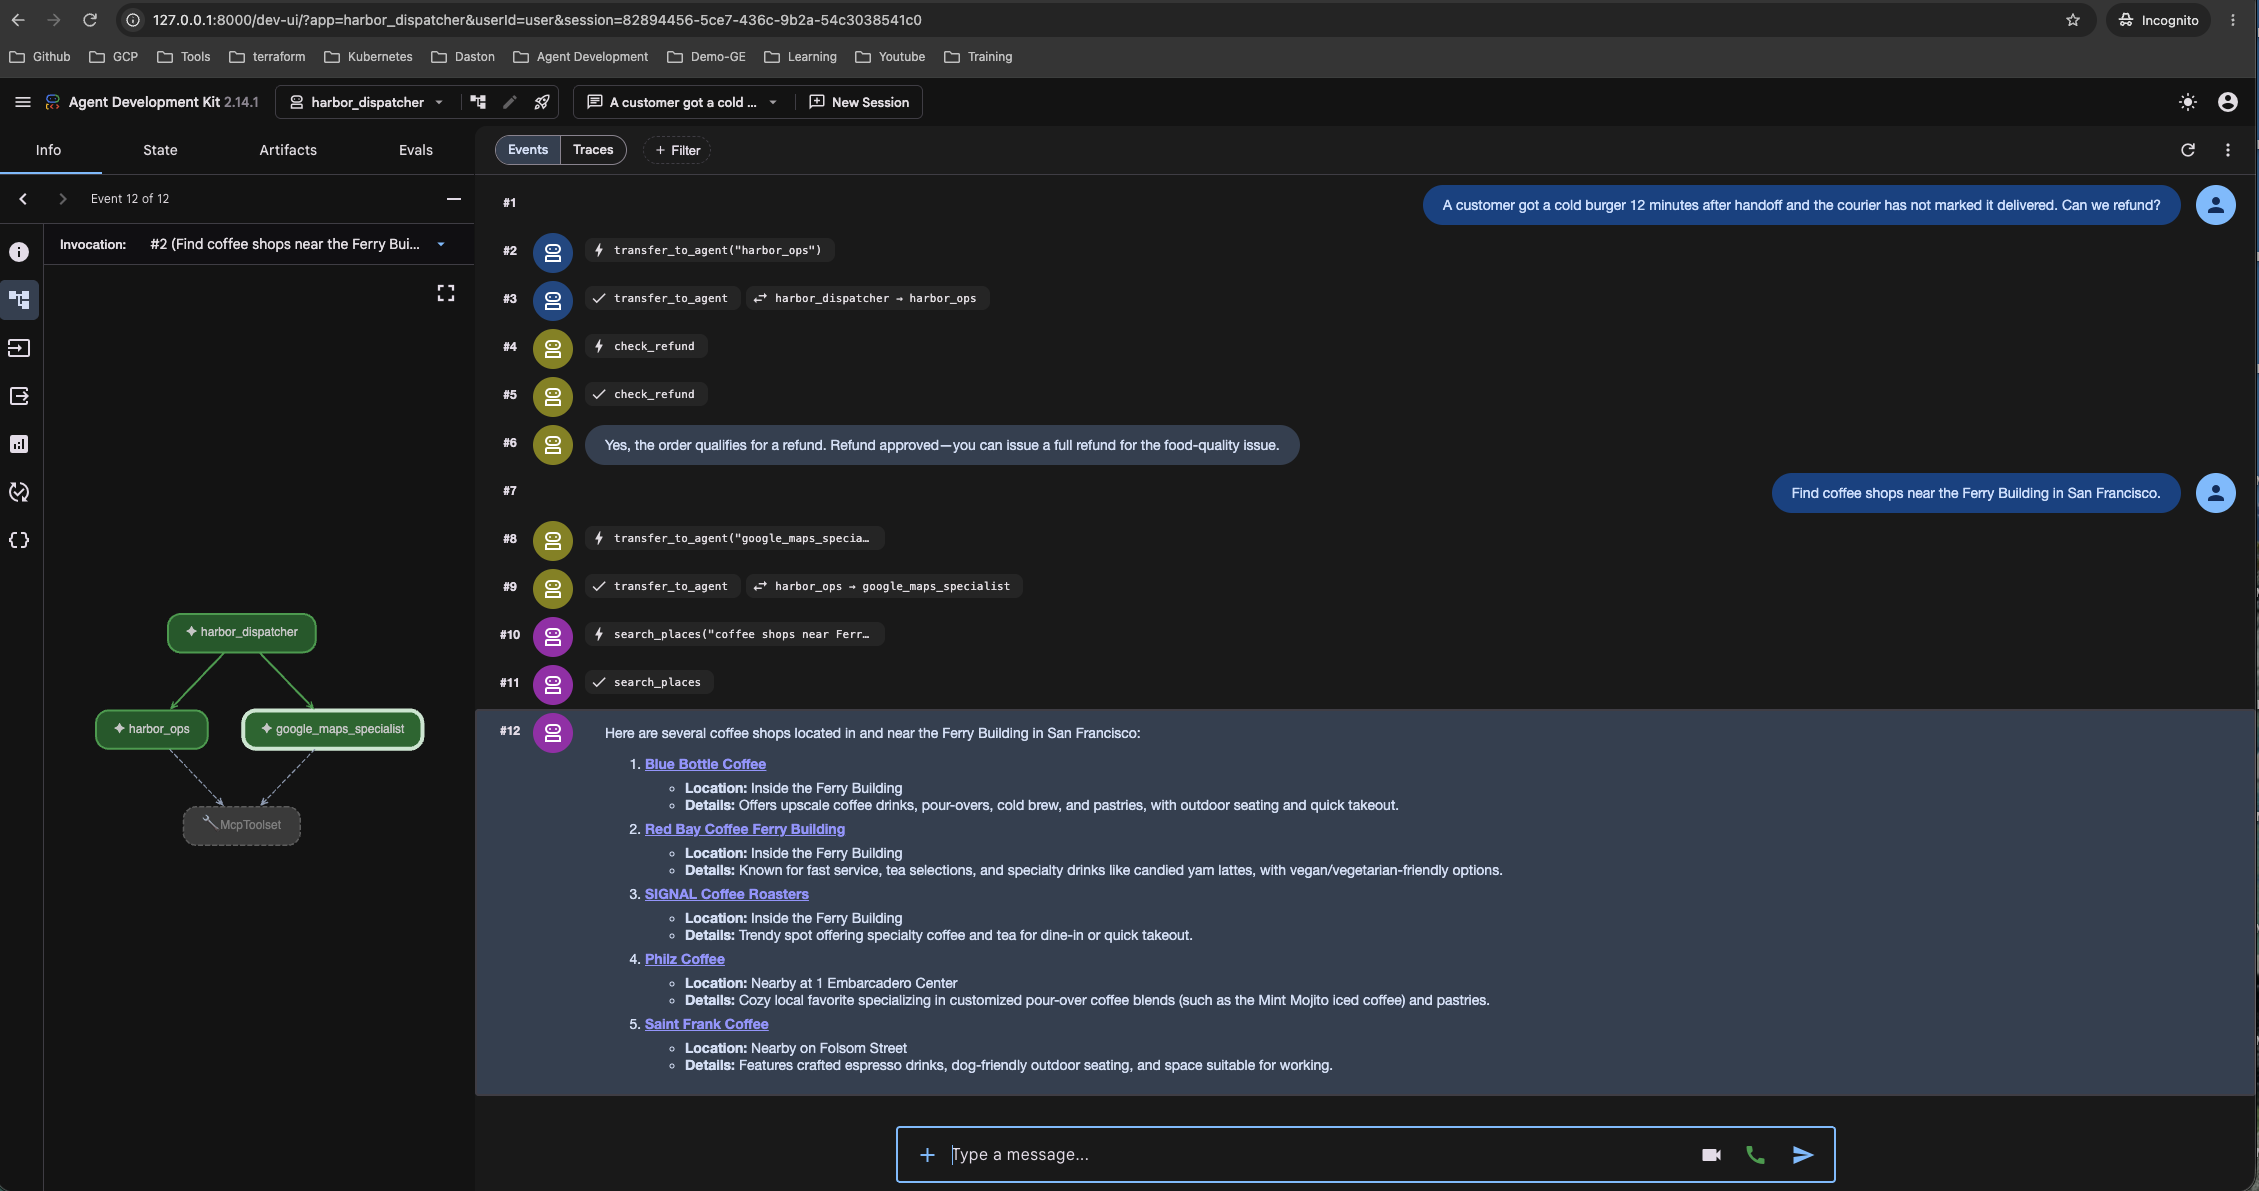 127.0.0.1:8000/dev-ui/?app=harbor_dispatcher&userId=user&session=82894456-5ce7-436c-9b2a-54c3038541c0
Incognito
Github GCP Tools terraform Kubernetes Daston Agent Development Demo-GE Learning Youtube Training
Agent Development Kit 2.14.1 harbor_dispatcher A customer got a cold ... New Session
Info State Artifacts Evals
Events Traces + Filter
Event 12 of 12
Invocation: #2 (Find coffee shops near the Ferry Bui...
harbor_dispatcher
harbor_ops google_maps_specialist
McpToolset
#1 A customer got a cold burger 12 minutes after handoff and the courier has not marked it delivered. Can we refund?
#2 transfer_to_agent("harbor_ops")
#3 transfer_to_agent harbor_dispatcher → harbor_ops
#4 check_refund
#5 check_refund
#6 Yes, the order qualifies for a refund. Refund approved—you can issue a full refund for the food-quality issue.
#7 Find coffee shops near the Ferry Building in San Francisco.
#8 transfer_to_agent("google_maps_specia…
#9 transfer_to_agent harbor_ops → google_maps_specialist
#10 search_places("coffee shops near Ferr…
#11 search_places
#12 Here are several coffee shops located in and near the Ferry Building in San Francisco:
1. Blue Bottle Coffee
Location: Inside the Ferry Building
Details: Offers upscale coffee drinks, pour-overs, cold brew, and pastries, with outdoor seating and quick takeout.
2. Red Bay Coffee Ferry Building
Location: Inside the Ferry Building
Details: Known for fast service, tea selections, and specialty drinks like candied yam lattes, with vegan/vegetarian-friendly options.
3. SIGNAL Coffee Roasters
Location: Inside the Ferry Building
Details: Trendy spot offering specialty coffee and tea for dine-in or quick takeout.
4. Philz Coffee
Location: Nearby at 1 Embarcadero Center
Details: Cozy local favorite specializing in customized pour-over coffee blends (such as the Mint Mojito iced coffee) and pastries.
5. Saint Frank Coffee
Location: Nearby on Folsom Street
Details: Features crafted espresso drinks, dog-friendly outdoor seating, and space suitable for working.
Type a message...